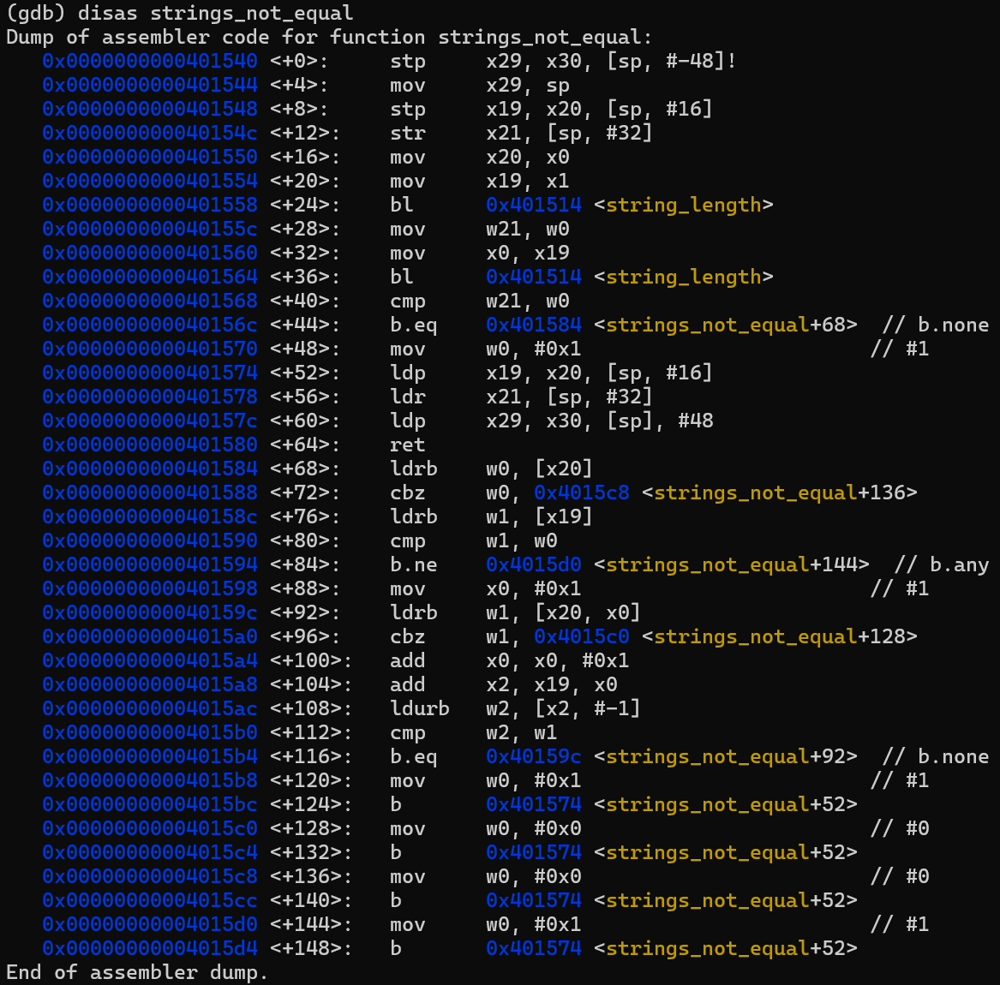 (gdb) disas strings_not_equal
Dump of assembler code for function strings_not_equal:
   0x0000000000401540 <+0>:     stp     x29, x30, [sp, #-48]!
   0x0000000000401544 <+4>:     mov     x29, sp
   0x0000000000401548 <+8>:     stp     x19, x20, [sp, #16]
   0x000000000040154c <+12>:    str     x21, [sp, #32]
   0x0000000000401550 <+16>:    mov     x20, x0
   0x0000000000401554 <+20>:    mov     x19, x1
   0x0000000000401558 <+24>:    bl      0x401514 <string_length>
   0x000000000040155c <+28>:    mov     w21, w0
   0x0000000000401560 <+32>:    mov     x0, x19
   0x0000000000401564 <+36>:    bl      0x401514 <string_length>
   0x0000000000401568 <+40>:    cmp     w21, w0
   0x000000000040156c <+44>:    b.eq    0x401584 <strings_not_equal+68>  // b.none
   0x0000000000401570 <+48>:    mov     w0, #0x1                        // #1
   0x0000000000401574 <+52>:    ldp     x19, x20, [sp, #16]
   0x0000000000401578 <+56>:    ldr     x21, [sp, #32]
   0x000000000040157c <+60>:    ldp     x29, x30, [sp], #48
   0x0000000000401580 <+64>:    ret
   0x0000000000401584 <+68>:    ldrb    w0, [x20]
   0x0000000000401588 <+72>:    cbz     w0, 0x4015c8 <strings_not_equal+136>
   0x000000000040158c <+76>:    ldrb    w1, [x19]
   0x0000000000401590 <+80>:    cmp     w1, w0
   0x0000000000401594 <+84>:    b.ne    0x4015d0 <strings_not_equal+144>  // b.any
   0x0000000000401598 <+88>:    mov     x0, #0x1                        // #1
   0x000000000040159c <+92>:    ldrb    w1, [x20, x0]
   0x00000000004015a0 <+96>:    cbz     w1, 0x4015c0 <strings_not_equal+128>
   0x00000000004015a4 <+100>:   add     x0, x0, #0x1
   0x00000000004015a8 <+104>:   add     x2, x19, x0
   0x00000000004015ac <+108>:   ldurb   w2, [x2, #-1]
   0x00000000004015b0 <+112>:   cmp     w2, w1
   0x00000000004015b4 <+116>:   b.eq    0x40159c <strings_not_equal+92>  // b.none
   0x00000000004015b8 <+120>:   mov     w0, #0x1                        // #1
   0x00000000004015bc <+124>:   b       0x401574 <strings_not_equal+52>
   0x00000000004015c0 <+128>:   mov     w0, #0x0                        // #0
   0x00000000004015c4 <+132>:   b       0x401574 <strings_not_equal+52>
   0x00000000004015c8 <+136>:   mov     w0, #0x0                        // #0
   0x00000000004015cc <+140>:   b       0x401574 <strings_not_equal+52>
   0x00000000004015d0 <+144>:   mov     w0, #0x1                        // #1
   0x00000000004015d4 <+148>:   b       0x401574 <strings_not_equal+52>
End of assembler dump.